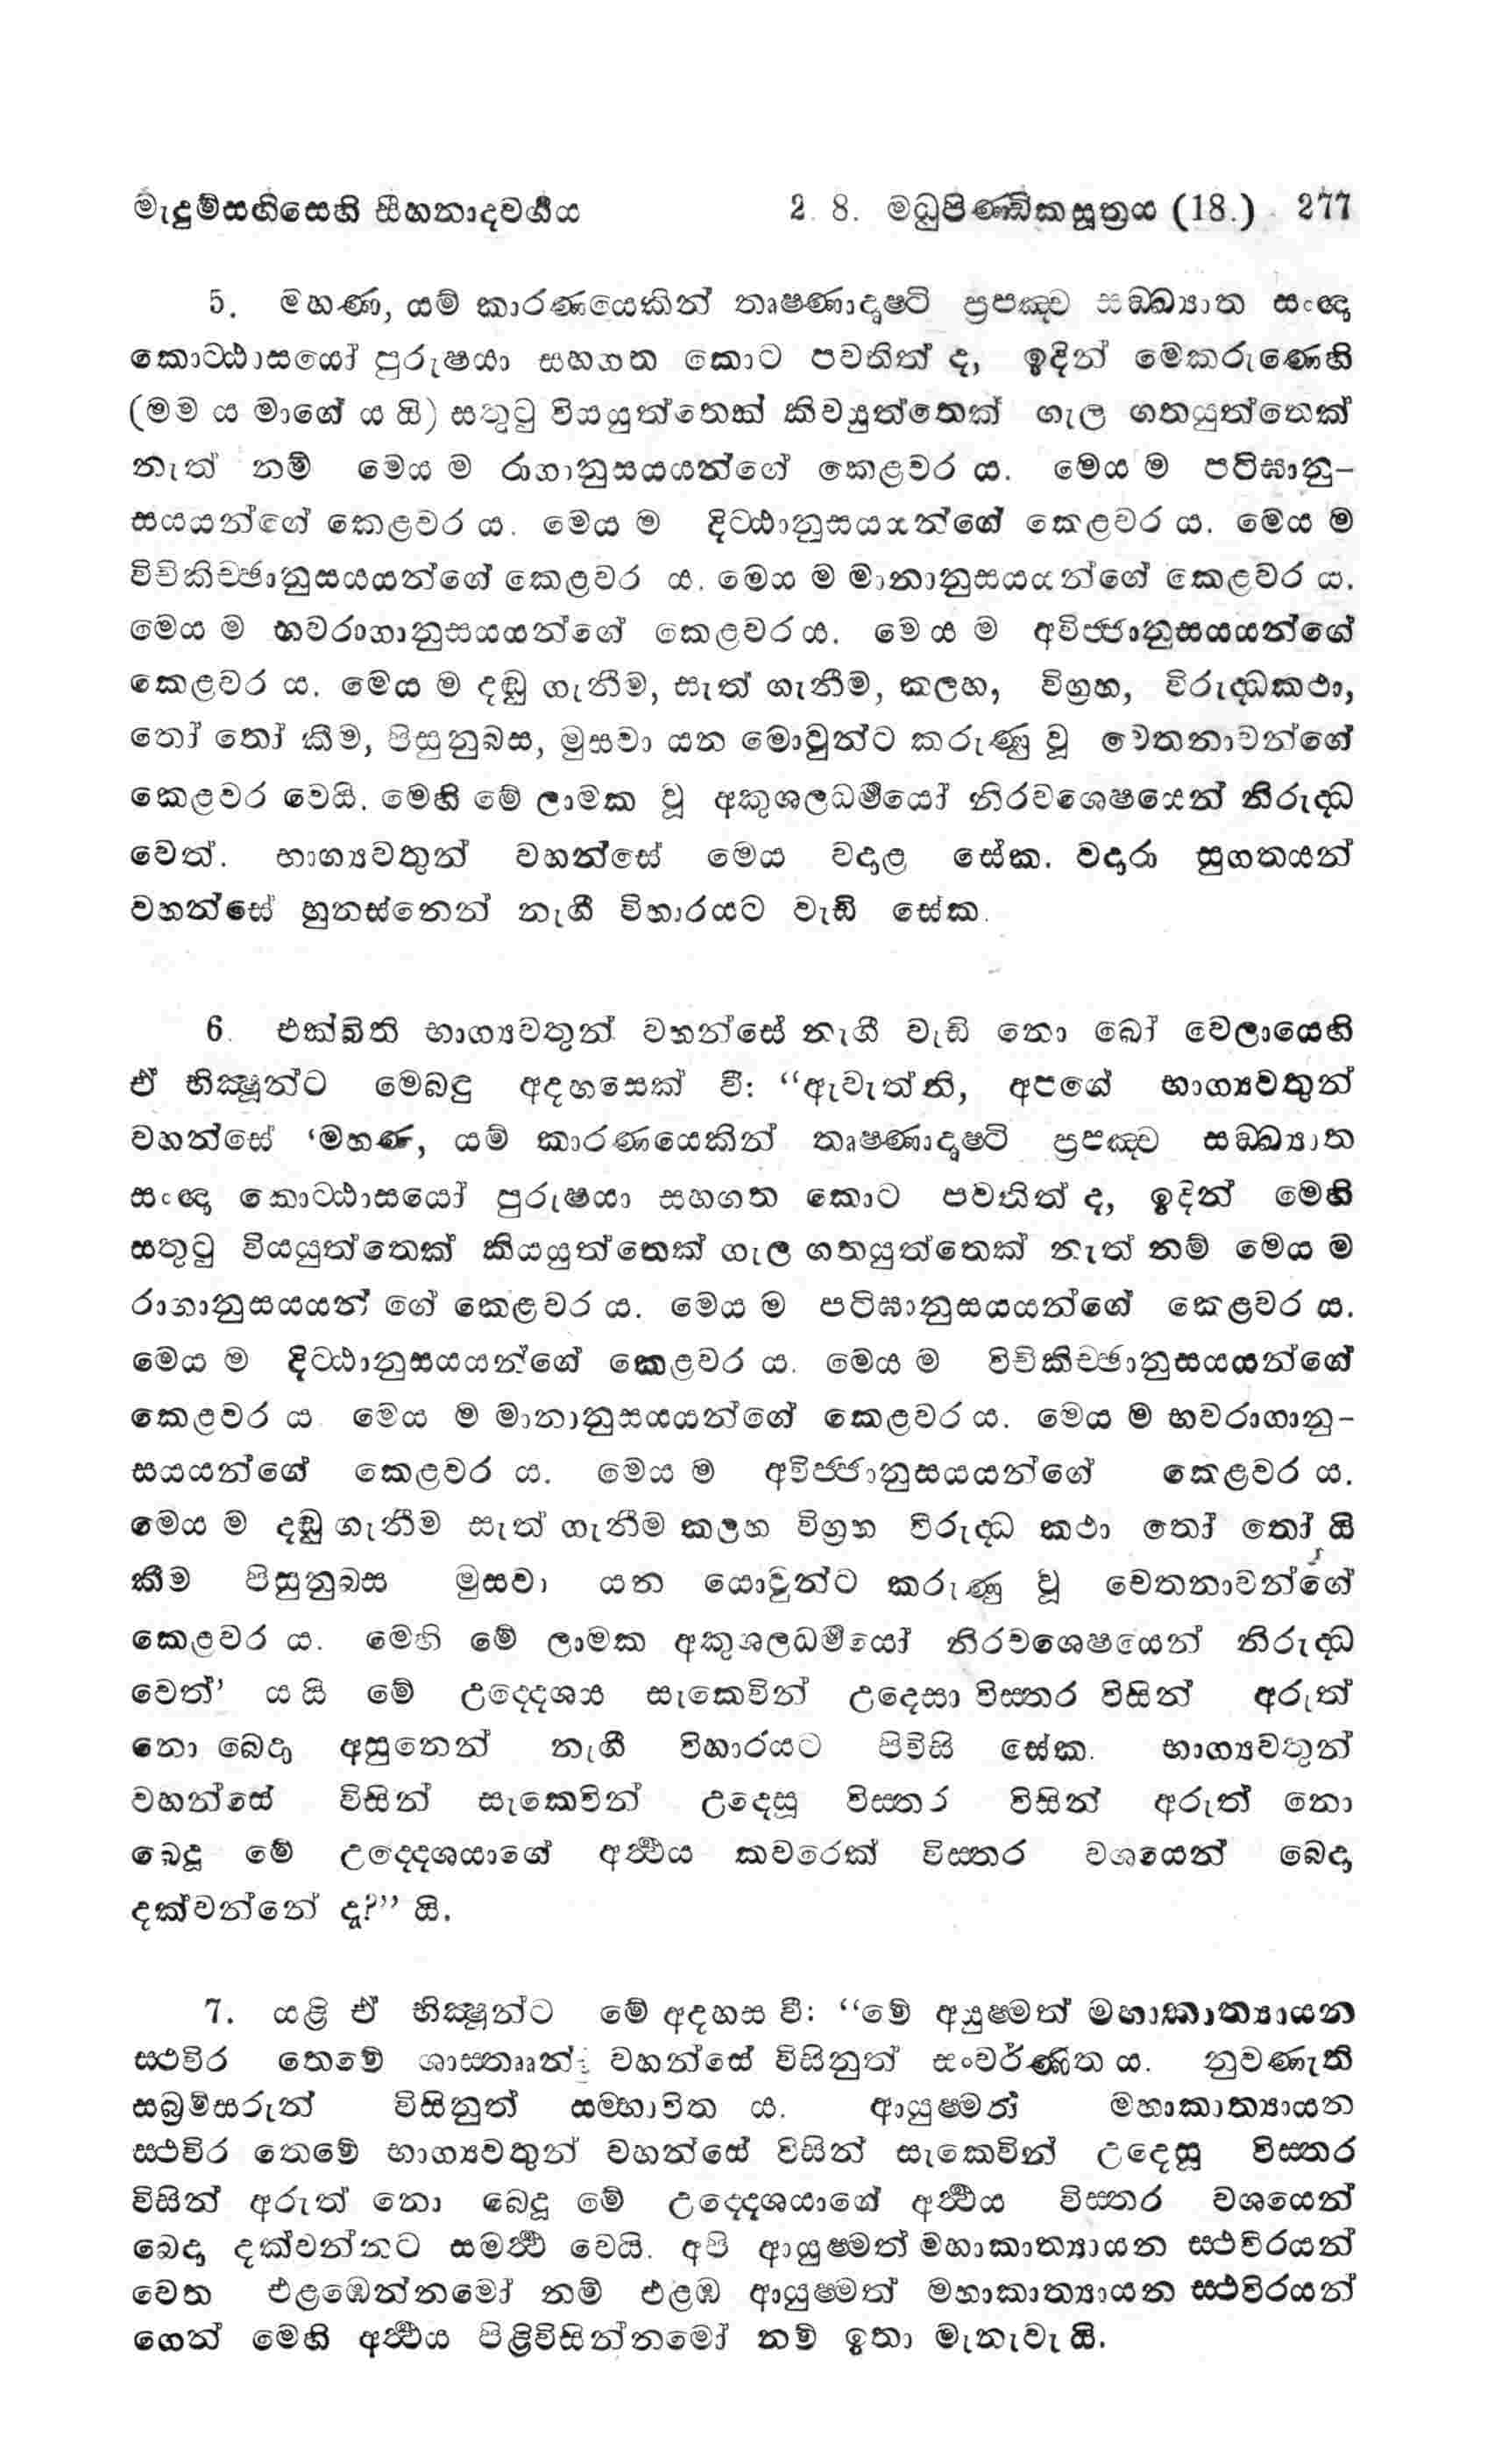 මැදුම්සඟිසෙහි සීහනාදවර්‍ගය 2. 8. මධුපිණ්ඩිකසූත්‍රය (18.) 277
5. මහණ, යම් කාරණයෙකින් තෘෂණාදෘෂ්ටි ප්‍රපඤ්ච සඞ්ඛ්‍යාත සංඥා
කොට්ඨාසයෝ පුරුෂයා සහගත කොට පවතිත් ද, ඉදින් මෙකරුණෙහි
(මම ය මාගේ ය යි) සතුටු වියයුත්තෙක් කිවයුත්තෙක් ගැල ගතයුත්තෙක්
නැත් නම් මෙය ම රාගානුසයයන්ගේ කෙළවර ය. මෙය ම පටිඝානු-
සයයන්ගේ කෙළවර ය. මෙය ම දිට්ඨානුසයයන්ගේ කෙළවර ය. මෙය ම
විචිකිච්ඡානුසයයන්ගේ කෙළවර ය. මෙය ම මානානුසයයන්ගේ කෙළවර ය.
මෙය ම භවරාගානුසයයන්ගේ කෙළවර ය. මෙය ම අවිජ්ජානුසයයන්ගේ
කෙළවර ය. මෙය ම දඬු ගැනීම, සැත් ගැනීම, කලහ, විග්‍රහ, විරුද්ධකථා,
තෝ තෝ කීම, පිසුනුබස, මුසවා යන මොවුන්ට කරුණු වූ චෙතනාවන්ගේ
කෙළවර වෙයි. මෙහි මේ ලාමක වූ අකුශලධර්‍මයෝ නිරවශෙෂයෙන් නිරුද්ධ
වෙත්. භාග්‍යවතුන් වහන්සේ මෙය වදාළ සේක. වදාරා සුගතයන්
වහන්සේ හුනස්නෙන් නැගී විහාරයට වැඩි සේක.
6. එක්බිති භාග්‍යවතුන් වහන්සේ නැගී වැඩි නො බෝ වෙලායෙහි
ඒ භික්‍ෂූන්ට මෙබඳු අදහසෙක් වී: “ඇවැත්නි, අපගේ භාග්‍යවතුන්
වහන්සේ ‘මහණ, යම් කාරණයෙකින් තෘෂණාදෘෂ්ටි ප්‍රපඤ්ච සඞ්ඛ්‍යාත
සංඥා කොට්ඨාසයෝ පුරුෂයා සහගත කොට පවතිත් ද, ඉදින් මෙහි
සතුටු වියයුත්තෙක් කියයුත්තෙක් ගැල ගතයුත්තෙක් නැත් නම් මෙය ම
රාගානුසයයන් ගේ කෙළවර ය. මෙය ම පටිඝානුසයයන්ගේ කෙළවර ය.
මෙය ම දිට්ඨානුසයයන්ගේ කෙළවර ය. මෙය ම විචිකිච්ඡානුසයයන්ගේ
කෙළවර ය. මෙය ම මානානුසයයන්ගේ කෙළවර ය. මෙය ම භවරාගානු-
සයයන්ගේ කෙළවර ය. මෙය ම අවිජ්ජානුසයයන්ගේ කෙළවර ය.
මෙය ම දඬු ගැනීම සැත් ගැනීම කලහ විග්‍රහ විරුද්ධ කථා තෝ තෝ යි
කීම පිසුනුබස මුසවා යන යොවුන්ට කරුණු වූ චෙතනාවන්ගේ
කෙළවර ය. මෙහි මේ ලාමක අකුශලධර්‍මයෝ නිරවශෙෂයෙන් නිරුද්ධ
වෙත්’ ය යි මේ උද්දෙශය සැකෙවින් උදෙසා විස්තර විසින් අරුත්
නො බෙදා අසුනෙන් නැගී විහාරයට පිවිසි සේක. භාග්‍යවතුන්
වහන්සේ විසින් සැකෙවින් උදෙසූ විස්තර විසින් අරුත් නො
බෙදූ මේ උද්දෙශයාගේ අර්‍ථය කවරෙක් විස්තර වශයෙන් බෙදා
දක්වන්නේ දෑ?” යි.
7. යළි ඒ භික්‍ෂූන්ට මේ අදහස වී: “මේ අයුෂ්මත් මහාකාත්‍යායන
ස්ථවිර තෙමේ ශාස්තෲන් වහන්සේ විසිනුත් සංවර්ණිත ය. නුවණැති
සබ්‍රම්සරුන් විසිනුත් සම්භාවිත ය. ආයුෂ්මත් මහාකාත්‍යායන
ස්ථවිර තෙමේ භාග්‍යවතුන් වහන්සේ විසින් සැකෙවින් උදෙසූ විස්තර
විසින් අරුත් නො බෙදූ මේ උද්දෙශයාගේ අර්‍ථය විස්තර වශයෙන්
බෙදා දක්වන්නට සමර්‍ථ වෙයි. අපි ආයුෂ්මත් මහාකාත්‍යායන ස්ථවිරයන්
වෙත එළඹෙන්නමෝ නම් එළඹ ආයුෂ්මත් මහාකාත්‍යායන ස්ථවිරයන්
ගෙන් මෙහි අර්‍ථය පිළිවිසින්නමෝ නම් ඉතා මැනැවැ යි.